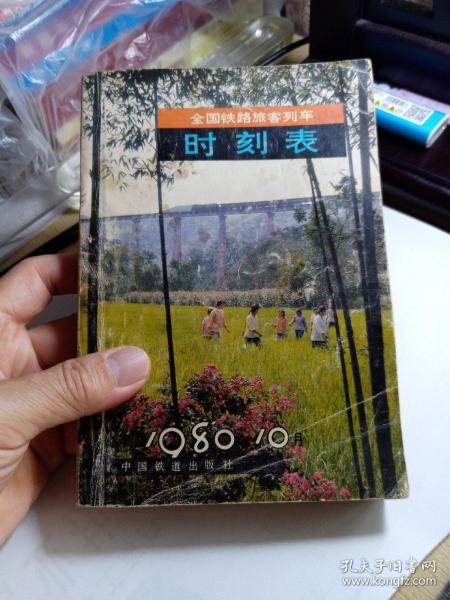 全国铁路旅客列车
时刻表
1980 10月
中国铁道出版社
孔夫子旧书网
www.kongfz.com